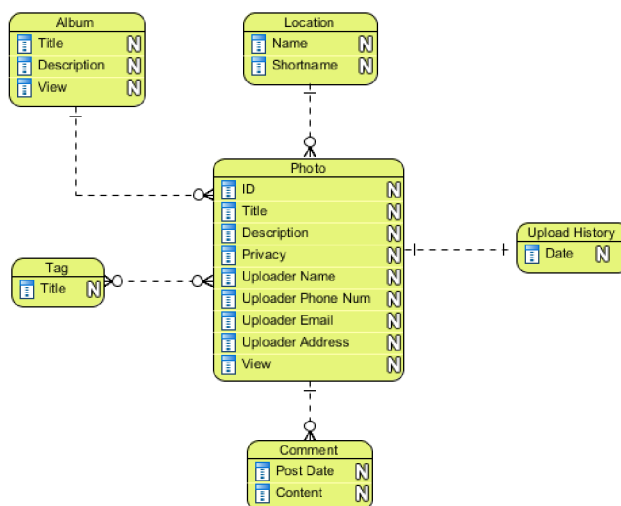 Album
Title N
Description N
View N
Location
Name N
Shortname N
Photo
ID N
Title N
Description N
Privacy N
Uploader Name N
Uploader Phone Num N
Uploader Email N
Uploader Address N
View N
Upload History
Date N
Tag
Title N
Comment
Post Date N
Content N